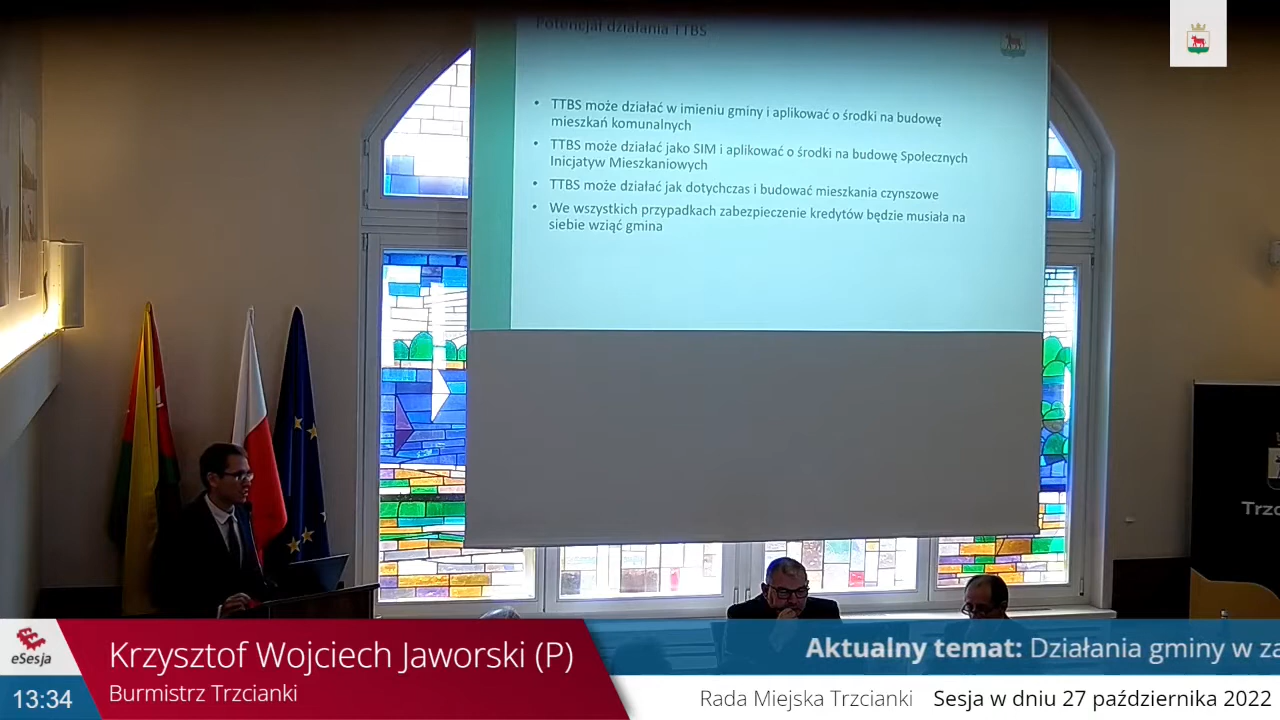 Potencjał działania TTBS
• TTBS może działać w imieniu gminy i aplikować o środki na budowę
mieszkań komunalnych
• TTBS może działać jako SIM i aplikować o środki na budowę Społecznych
Inicjatyw Mieszkaniowych
• TTBS może działać jak dotychczas i budować mieszkania czynszowe
• We wszystkich przypadkach zabezpieczenie kredytów będzie musiała na
siebie wziąć gmina
Trzc
eSesja
Krzysztof Wojciech Jaworski (P)
Burmistrz Trzcianki
13:34
Aktualny temat: Działania gminy w za
Rada Miejska Trzcianki Sesja w dniu 27 października 2022